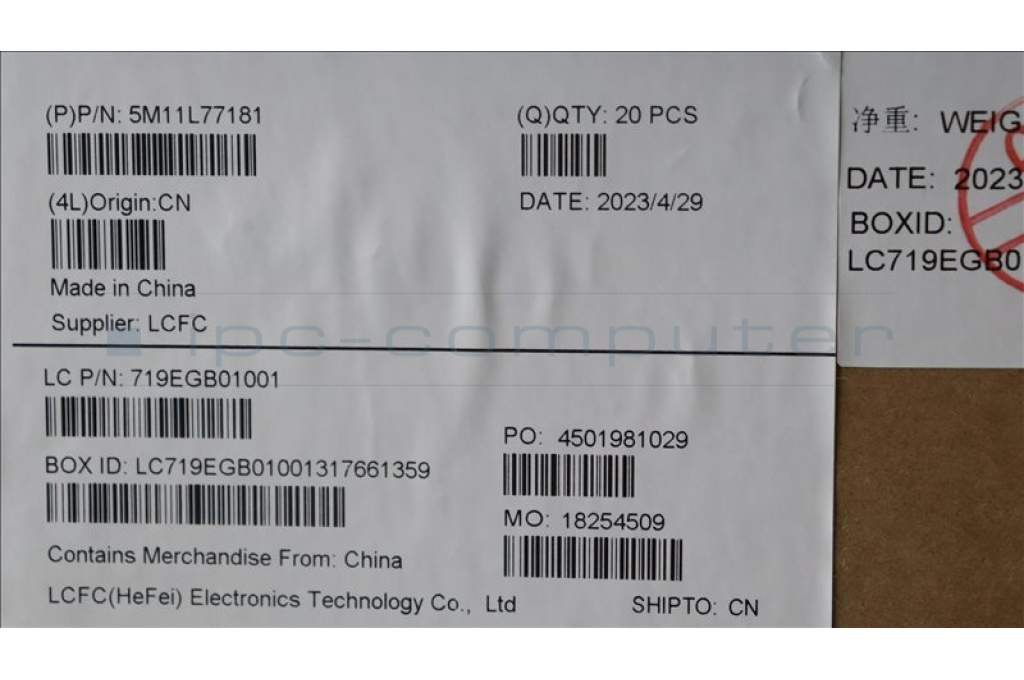 (P)P/N: 5M11L77181
(Q)QTY: 20 PCS
(4L)Origin:CN
DATE: 2023/4/29
Made in China
Supplier: LCFC
ipc-computer
LC P/N: 719EGB01001
PO: 4501981029
BOX ID: LC719EGB01001317661359
MO: 18254509
Contains Merchandise From: China
LCFC(HeFei) Electronics Technology Co., Ltd
SHIPTO: CN
净重: WEIG
DATE: 2023
BOXID:
LC719EGB0